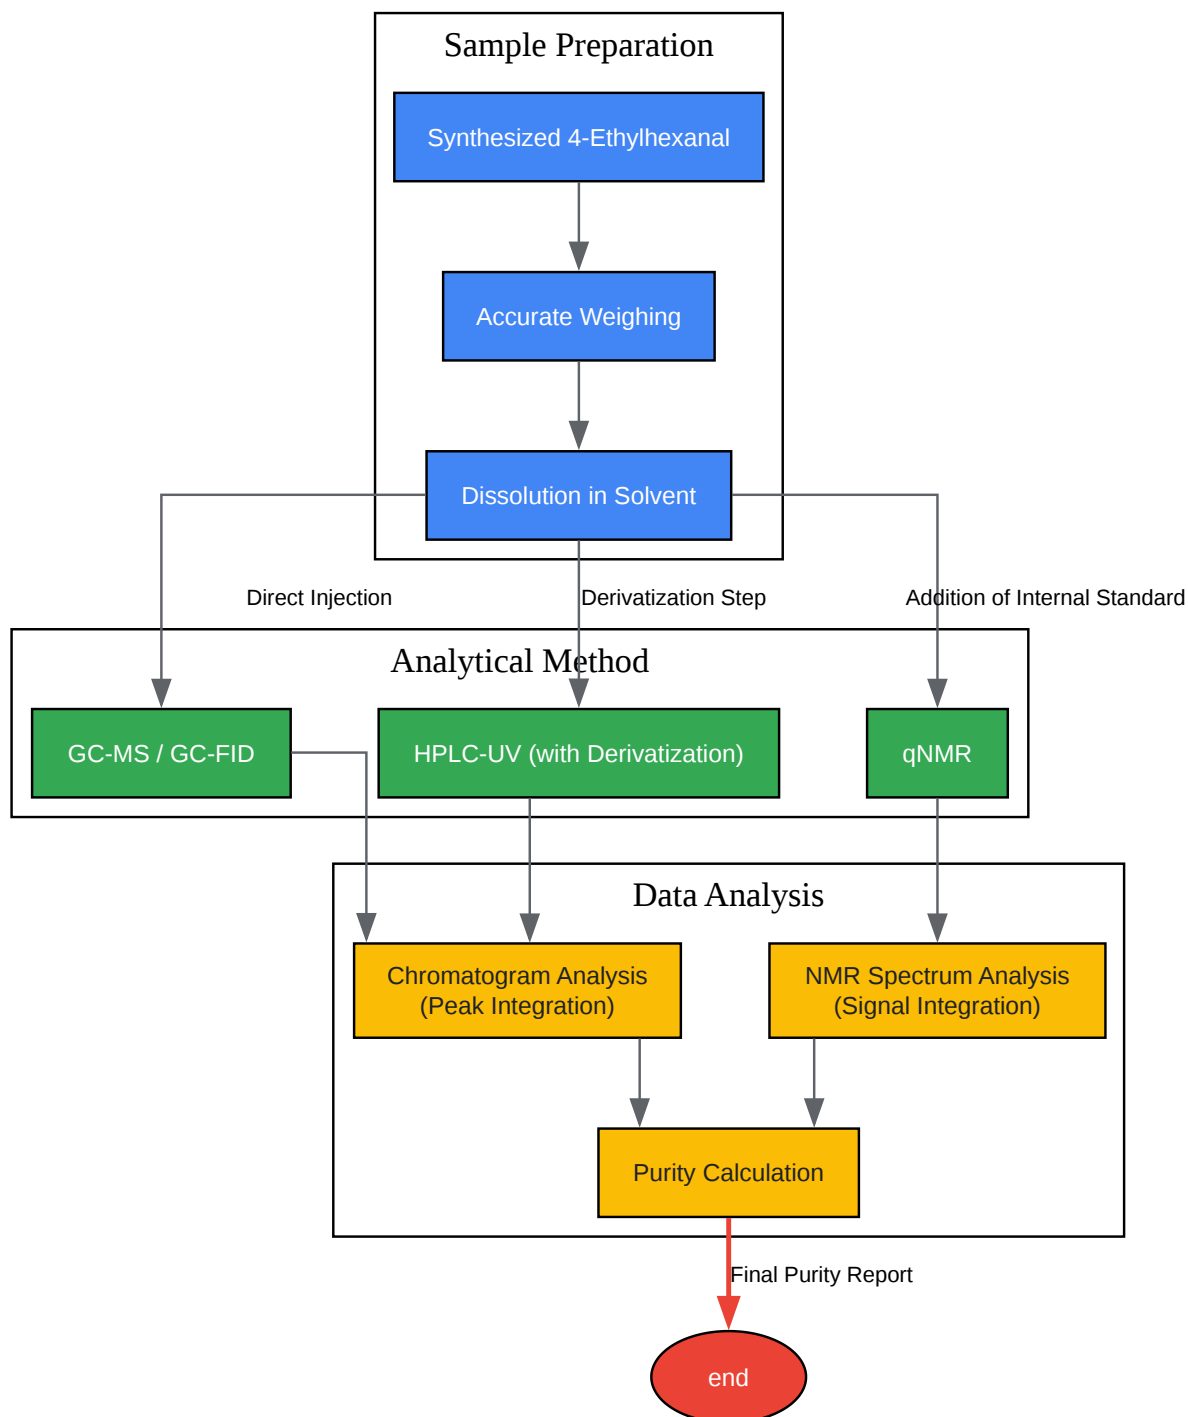 Sample Preparation
Synthesized 4-Ethylhexanal
Accurate Weighing
Dissolution in Solvent
Direct Injection
Derivatization Step
Addition of Internal Standard
Analytical Method
GC-MS / GC-FID
HPLC-UV (with Derivatization)
qNMR
Data Analysis
Chromatogram Analysis
(Peak Integration)
NMR Spectrum Analysis
(Signal Integration)
Purity Calculation
Final Purity Report
end